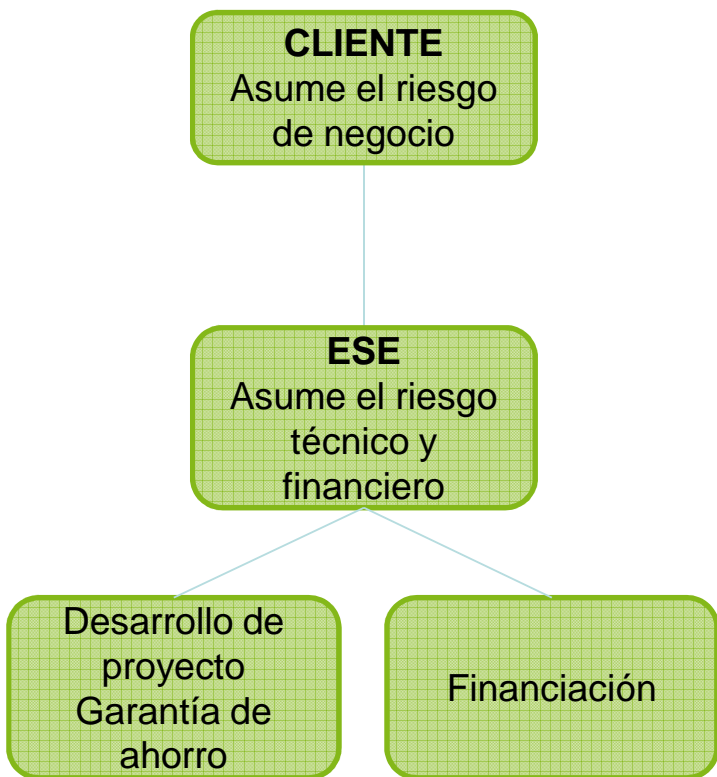 CLIENTE
Asume el riesgo
de negocio
ESE
Asume el riesgo
técnico y
financiero
Desarrollo de
proyecto
Garantía de
ahorro
Financiación